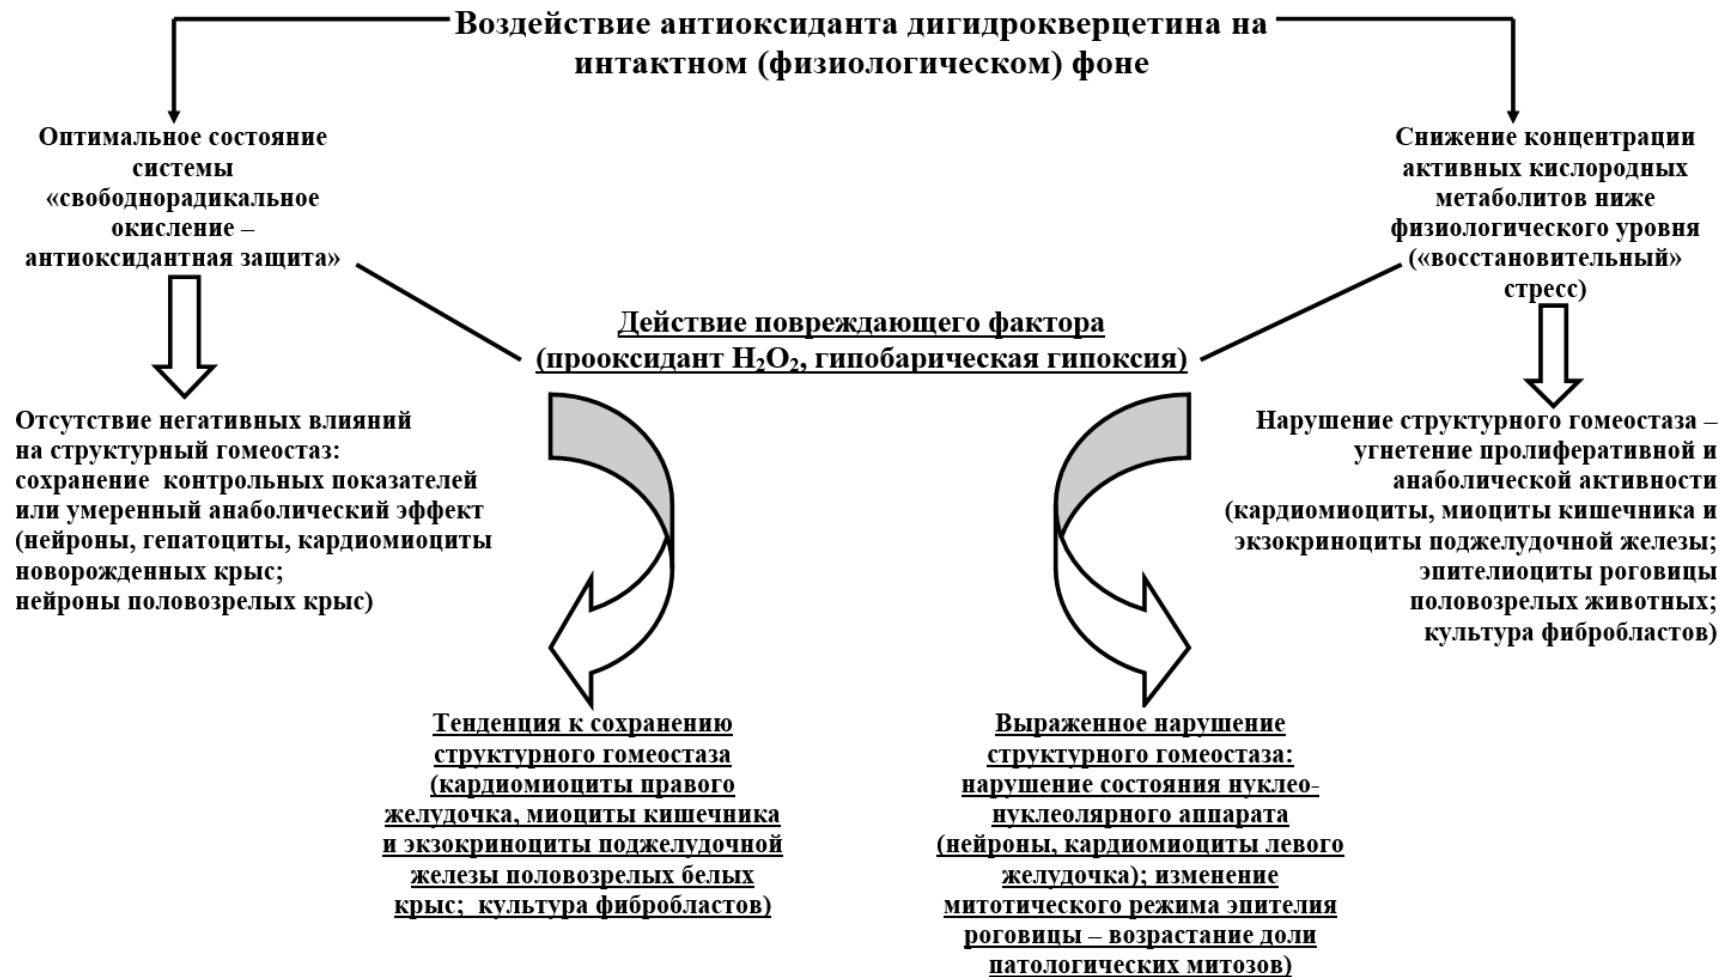 Воздействие антиоксиданта дигидрокверцетина на
интактном (физиологическом) фоне
Оптимальное состояние
системы
«свободнорадикальное
окисление –
антиоксидантная защита»
Снижение концентрации
активных кислородных
метаболитов ниже
физиологического уровня
(«восстановительный»
стресс)
Действие повреждающего фактора
(прооксидант H₂O₂, гипобарическая гипоксия)
Отсутствие негативных влияний
на структурный гомеостаз:
сохранение контрольных показателей
или умеренный анаболический эффект
(нейроны, гепатоциты, кардиомиоциты
новорожденных крыс;
нейроны половозрелых крыс)
Нарушение структурного гомеостаза –
угнетение пролиферативной и
анаболической активности
(кардиомиоциты, миоциты кишечника и
экзокриноциты поджелудочной железы;
эпителиоциты роговицы
половозрелых животных;
культура фибробластов)
Тенденция к сохранению
структурного гомеостаза
(кардиомиоциты правого
желудочка, миоциты кишечника
и экзокриноциты поджелудочной
железы половозрелых белых
крыс; культура фибробластов)
Выраженное нарушение
структурного гомеостаза:
нарушение состояния нуклео-
нуклеолярного аппарата
(нейроны, кардиомиоциты левого
желудочка); изменение
митотического режима эпителия
роговицы – возрастание доли
патологических митозов)